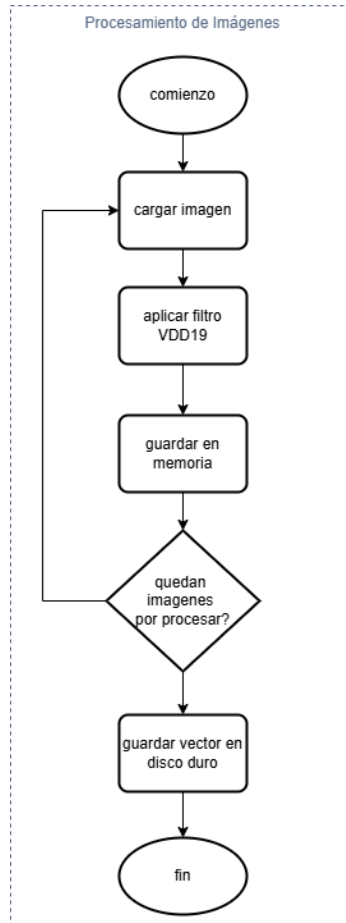 Procesamiento de Imágenes
comienzo
cargar imagen
aplicar filtro
VDD19
guardar en
memoria
quedan
imagenes
por procesar?
guardar vector en
disco duro
fin